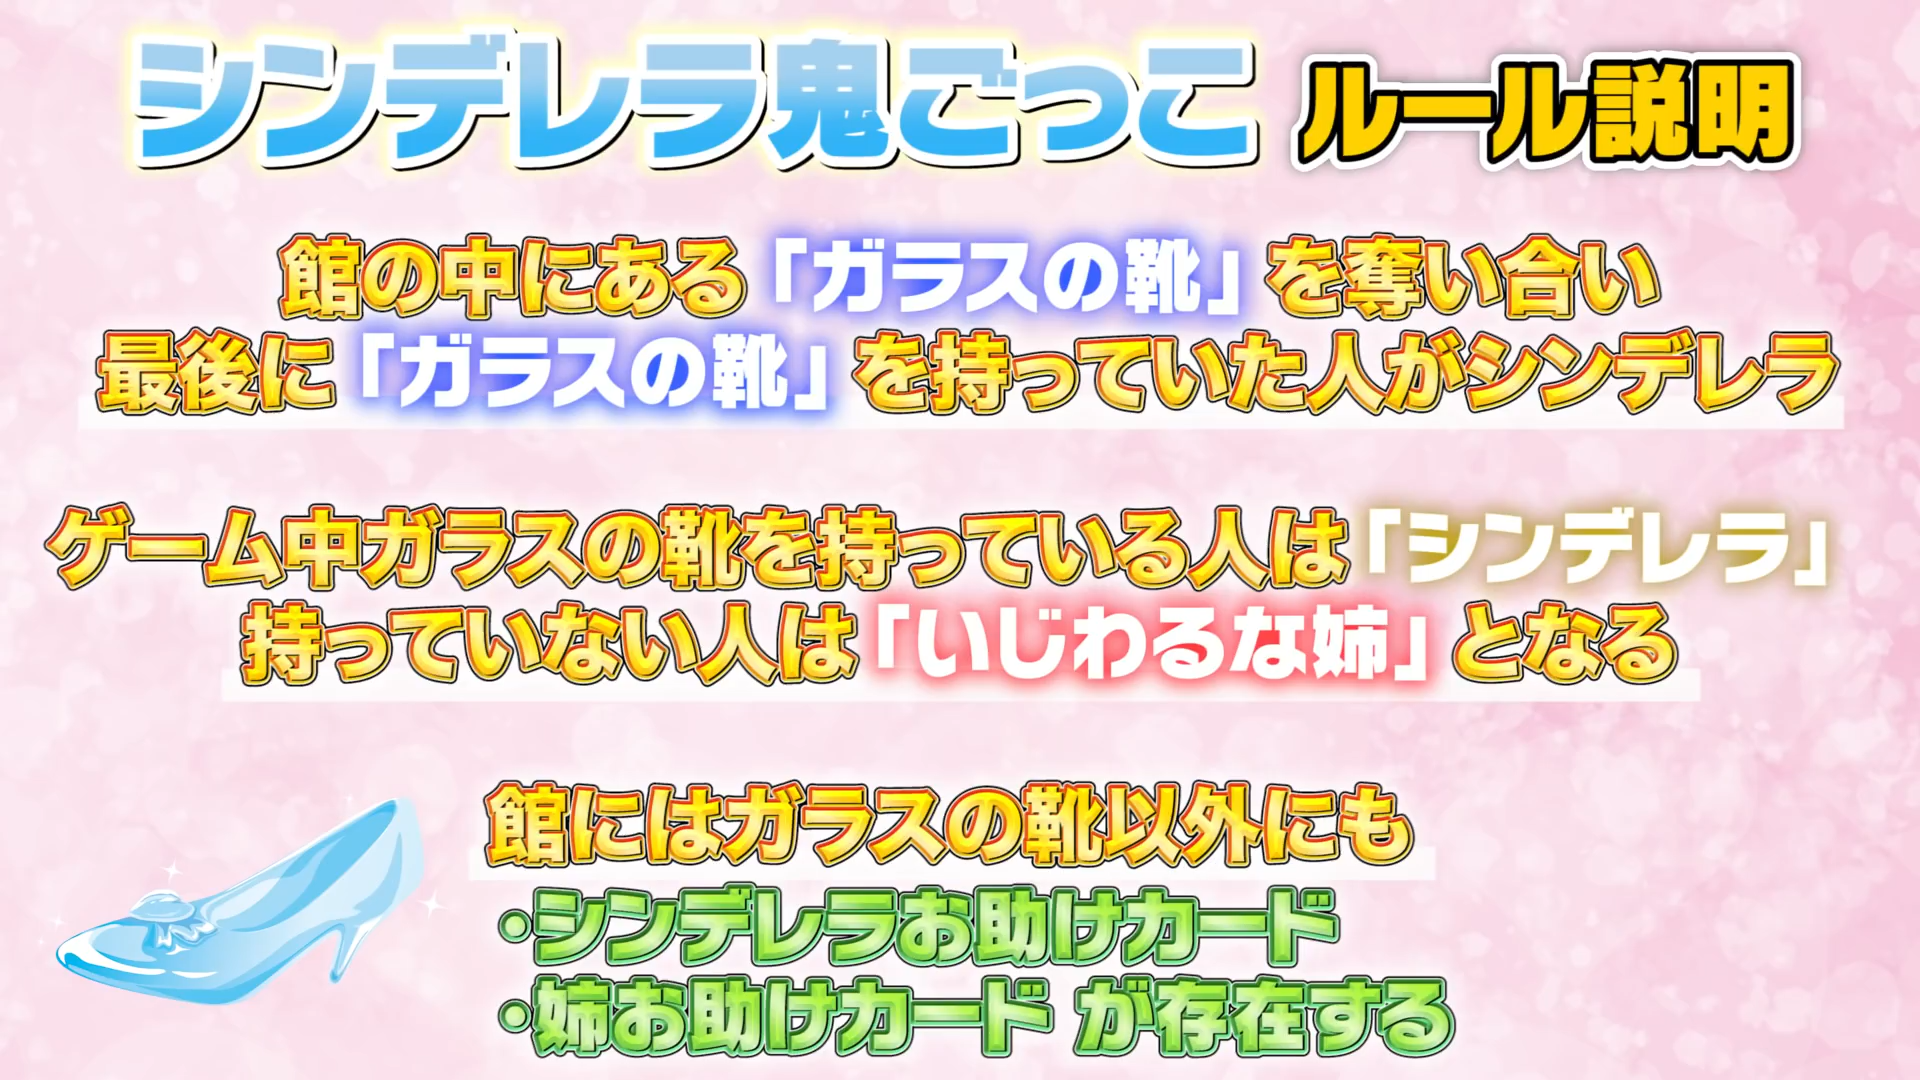 シンデレラ鬼ごっこ ルール説明
館の中にある「ガラスの靴」を奪い合い
最後に「ガラスの靴」を持っていた人がシンデレラ
ゲーム中ガラスの靴を持っている人は「シンデレラ」
持っていない人は「いじわるな姉」となる
館にはガラスの靴以外にも
・シンデレラお助けカード
・姉お助けカード が存在する